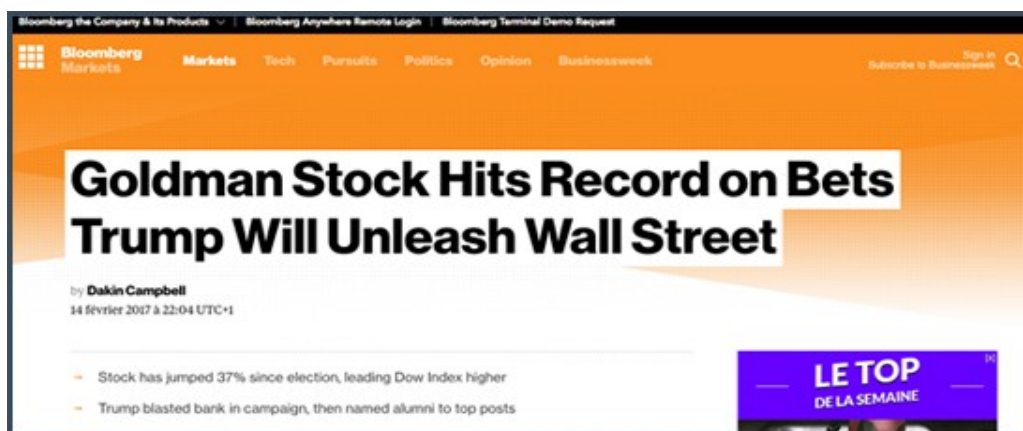 Bloomberg the Company & Its Products | Bloomberg Anywhere Remote Login | Bloomberg Terminal Demo Request
Bloomberg
Markets
Markets Tech Pursuits Politics Opinion Businessweek
Sign In
Subscribe to Businessweek
Goldman Stock Hits Record on Bets
Trump Will Unleash Wall Street
by Dakin Campbell
14 février 2017 à 22:04 UTC+1
Stock has jumped 37% since election, leading Dow Index higher
Trump blasted bank in campaign, then named alumni to top posts
LE TOP
DE LA SEMAINE